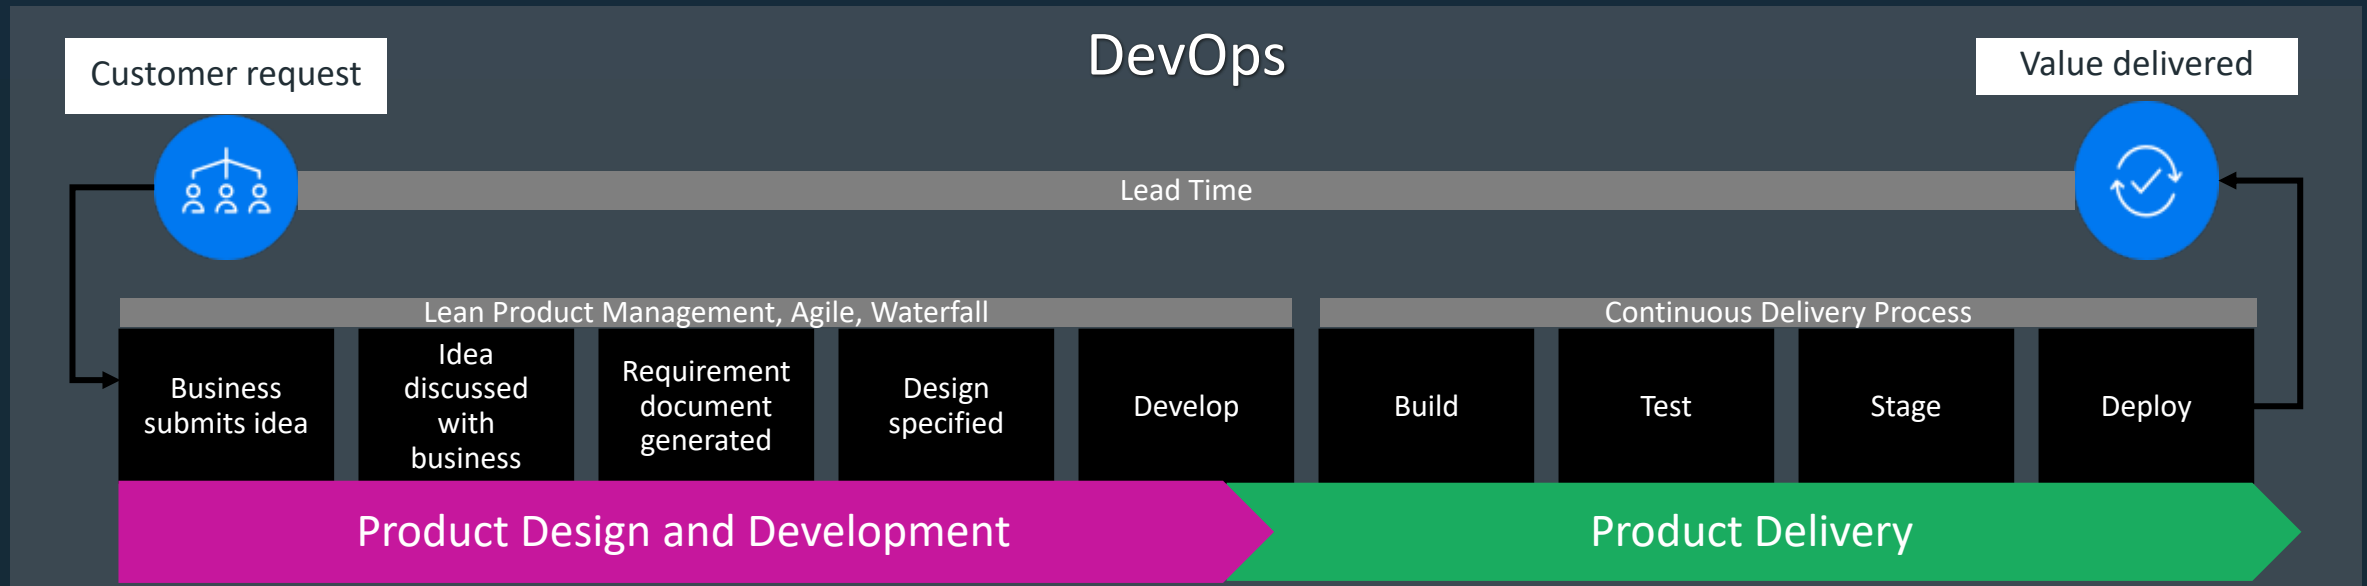 DevOps
Customer request
Value delivered
Lead Time
Lean Product Management, Agile, Waterfall
Continuous Delivery Process
Business
submits idea
Idea
discussed
with
business
Requirement
document
generated
Design
specified
Develop
Build
Test
Stage
Deploy
Product Design and Development
Product Delivery